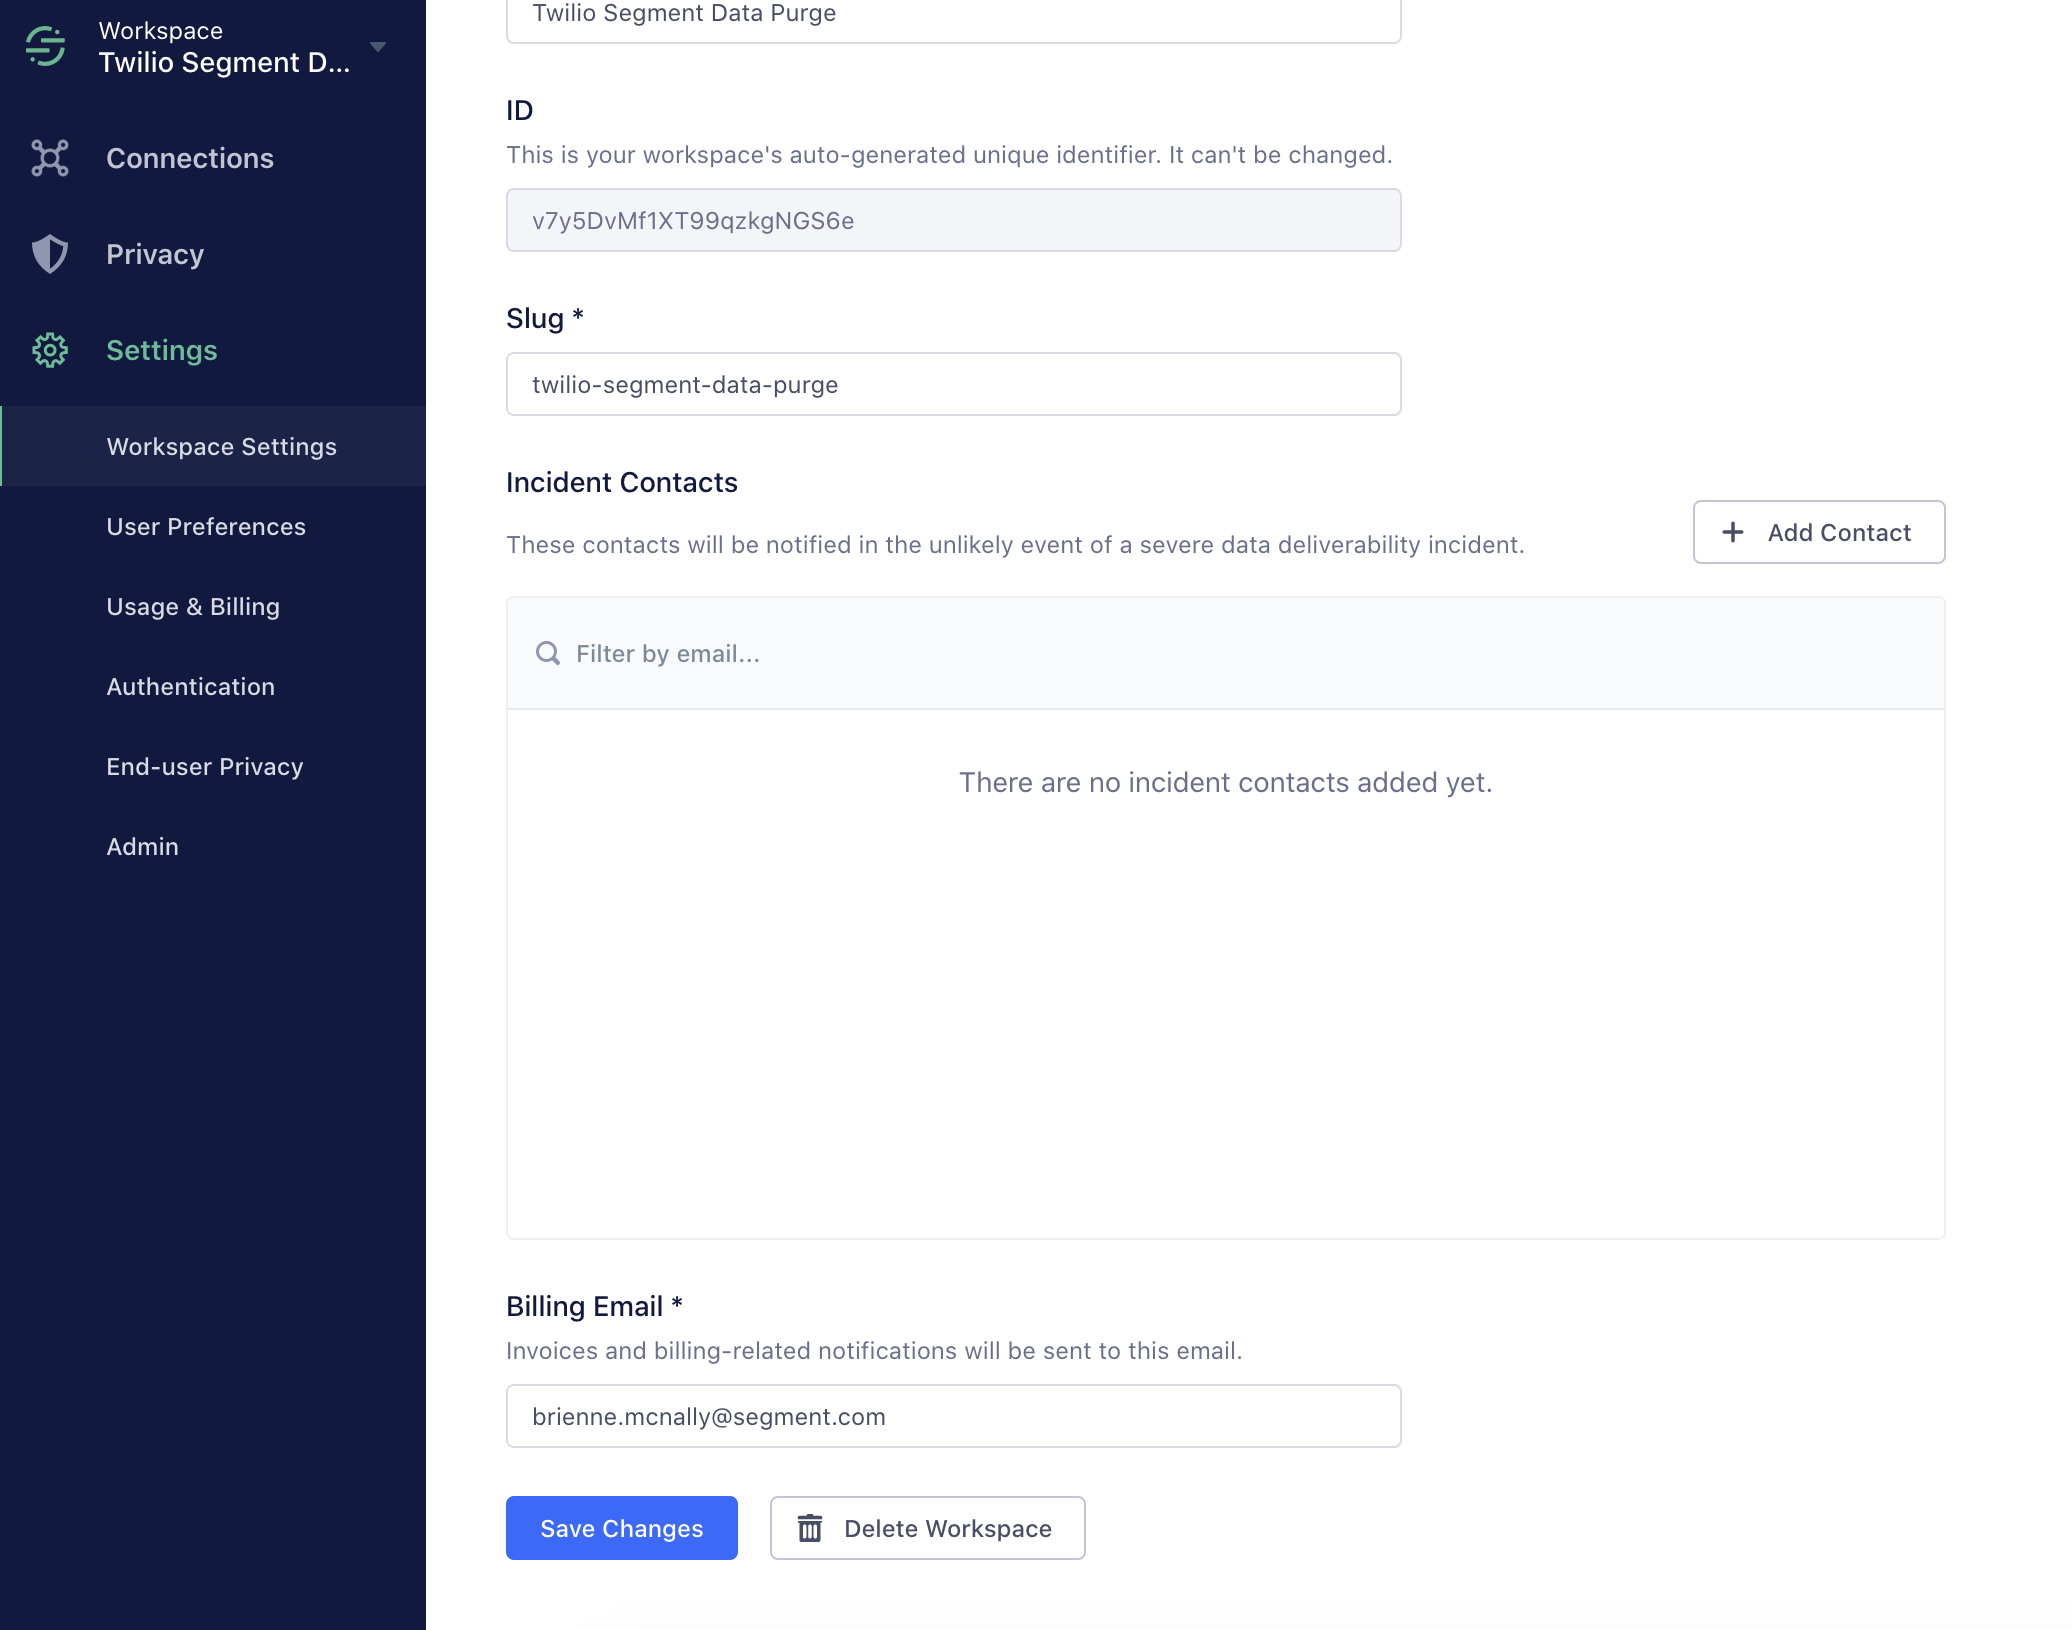 Workspace
Twilio Segment D...
Connections
Privacy
Settings
Workspace Settings
User Preferences
Usage & Billing
Authentication
End-user Privacy
Admin
Twilio Segment Data Purge
ID
This is your workspace's auto-generated unique identifier. It can't be changed.
v7y5DvMf1XT99qzkgNGS6e
Slug *
twilio-segment-data-purge
Incident Contacts
These contacts will be notified in the unlikely event of a severe data deliverability incident.
Add Contact
Filter by email...
There are no incident contacts added yet.
Billing Email *
Invoices and billing-related notifications will be sent to this email.
brienne.mcnally@segment.com
Save Changes
Delete Workspace